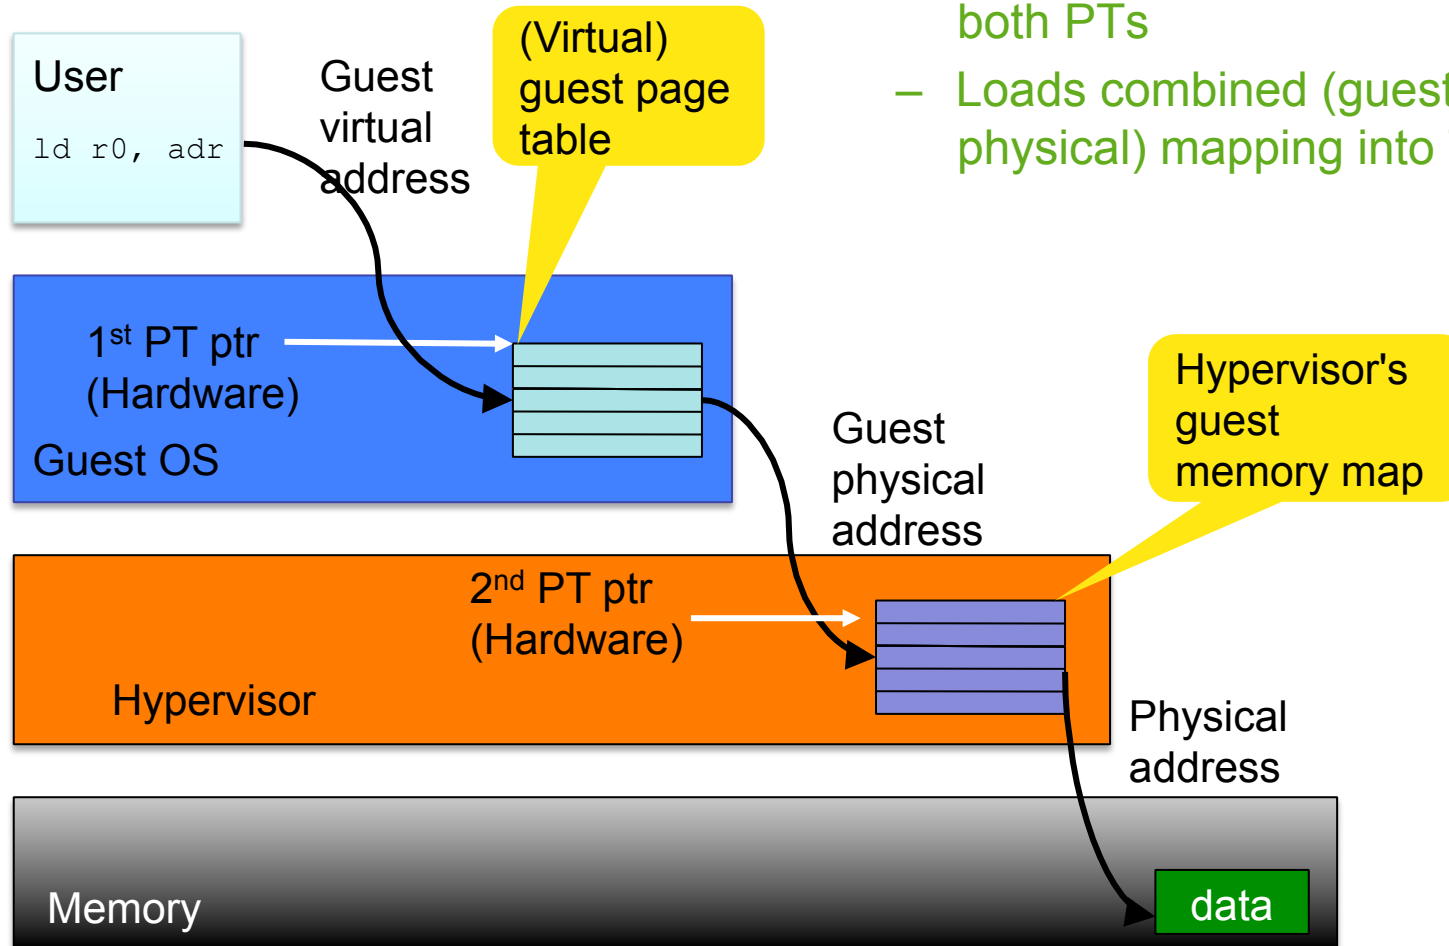 both PTs
– Loads combined (guest
physical) mapping into
User
ld r0, adr
Guest
virtual
address
(Virtual)
guest page
table
1st PT ptr
(Hardware)
Guest OS
Guest
physical
address
Hypervisor's
guest
memory map
2nd PT ptr
(Hardware)
Hypervisor
Physical
address
Memory
data